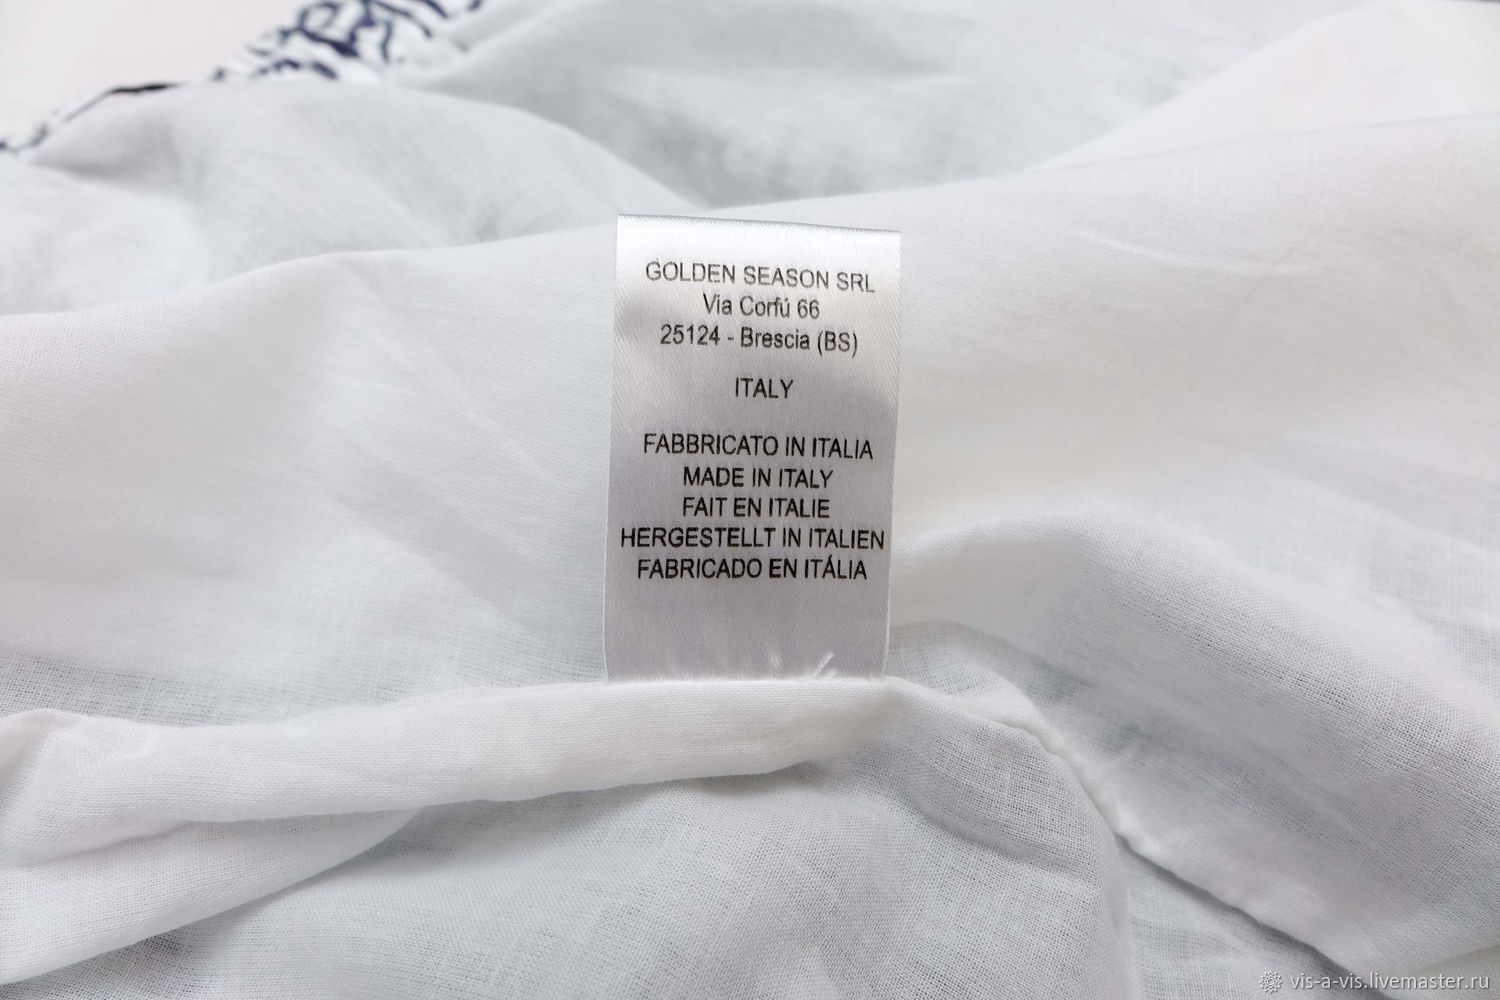 GOLDEN SEASON SRL
Via Corfú 66
25124 - Brescia (BS)
ITALY
FABBRICATO IN ITALIA
MADE IN ITALY
FAIT EN ITALIE
HERGESTELLT IN ITALIEN
FABRICADO EN ITÁLIA
vis-a-vis.livemaster.ru